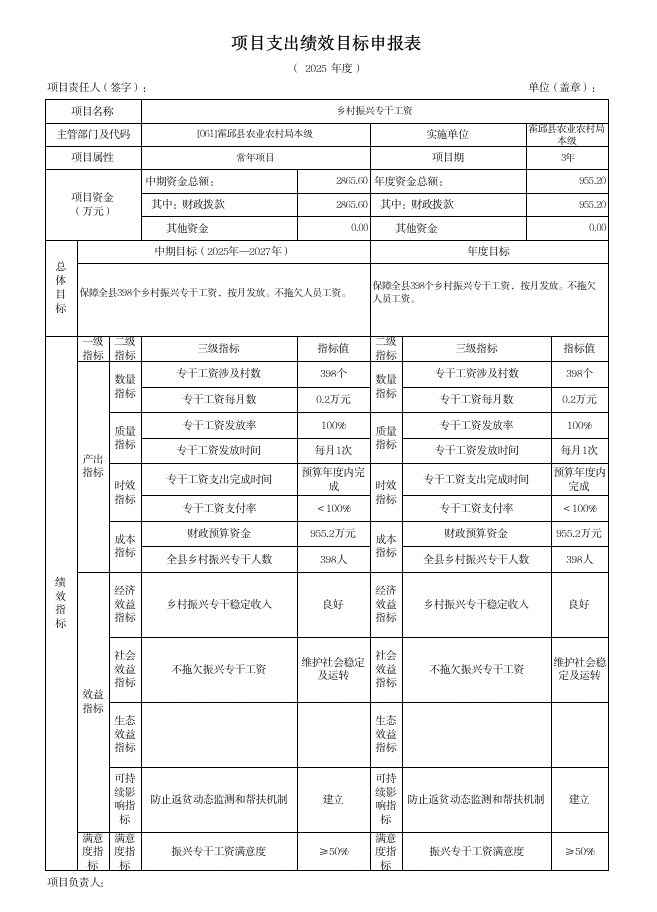 项目支出绩效目标申报表
（ 2025 年度 ）
项目责任人（签字）： 单位（盖章）：
项目名称 乡村振兴专干工资
主管部门及代码 [061]霍邱县农业农村局本级 实施单位 霍邱县农业农村局
本级
项目属性 常年项目 项目期 3年
项目资金
（万元）
中期资金总额： 2865.60 年度资金总额： 955.20
其中：财政拨款 2865.60 其中：财政拨款 955.20
其他资金 0.00 其他资金 0.00
总
体
目
标
中期目标（2025年—2027年） 年度目标
保障全县398个乡村振兴专干工资，按月发放。不拖欠人员工资。
保障全县398个乡村振兴专干工资，按月发放。不拖欠
人员工资。
绩
效
指
标
一级
指标
二级
指标
三级指标 指标值
二级
指标
三级指标 指标值
产出
指标
数量
指标
专干工资涉及村数 398个
数量
指标
专干工资涉及村数 398个
专干工资每月数 0.2万元 专干工资每月数 0.2万元
质量
指标
专干工资发放率 100%
质量
指标
专干工资发放率 100%
专干工资发放时间 每月1次 专干工资发放时间 每月1次
时效
指标
专干工资支出完成时间
预算年度内完
成
时效
指标
专干工资支出完成时间
预算年度内
完成
专干工资支付率 ＜100% 专干工资支付率 ＜100%
成本
指标
财政预算资金 955.2万元
成本
指标
财政预算资金 955.2万元
全县乡村振兴专干人数 398人 全县乡村振兴专干人数 398人
效益
指标
经济
效益
指标
乡村振兴专干稳定收入 良好
经济
效益
指标
乡村振兴专干稳定收入 良好
社会
效益
指标
不拖欠振兴专干工资
维护社会稳定
及运转
社会
效益
指标
不拖欠振兴专干工资
维护社会稳
定及运转
生态
效益
指标
生态
效益
指标
可持
续影
响指
标
防止返贫动态监测和帮扶机制 建立
可持
续影
响指
标
防止返贫动态监测和帮扶机制 建立
满意
度指
标
满意
度指
标
振兴专干工资满意度 ≥50%
满意
度指
标
振兴专干工资满意度 ≥50%
项目负责人：